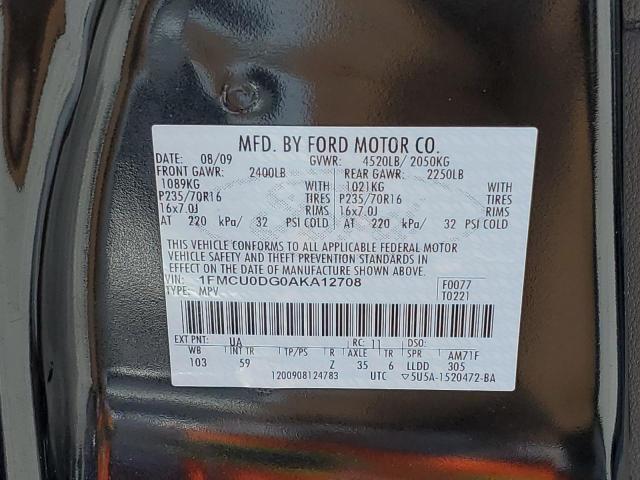 MFD. BY FORD MOTOR CO.
DATE: 08/09 GVWR: 4520LB/ 2050KG
FRONT GAWR: 2400LB REAR GAWR: 2250LB
1089KG WITH 1021KG WITH
P235/70R16 TIRES P235/70R16 TIRES
16x7.0J RIMS 16x7.0J RIMS
AT 220 kPa/ 32 PSI COLD AT 220 kPa/ 32 PSI COLD
THIS VEHICLE CONFORMS TO ALL APPLICABLE FEDERAL MOTOR
VEHICLE SAFETY AND THEFT PREVENTION STANDARDS IN
EFFECT ON THE DATE OF MANUFACTURE SHOWN ABOVE.
VIN: 1FMCU0DG0AKA12708 F0077
TYPE: MPV T0221
EXT PNT: UA RC: 11 DSO:
WB INT TR TP/PS R AXLE TR SPR AM71F
103 59 Z 35 6 LLDD 305
1200908124783 UTC ▽5U5A-1520472-BA